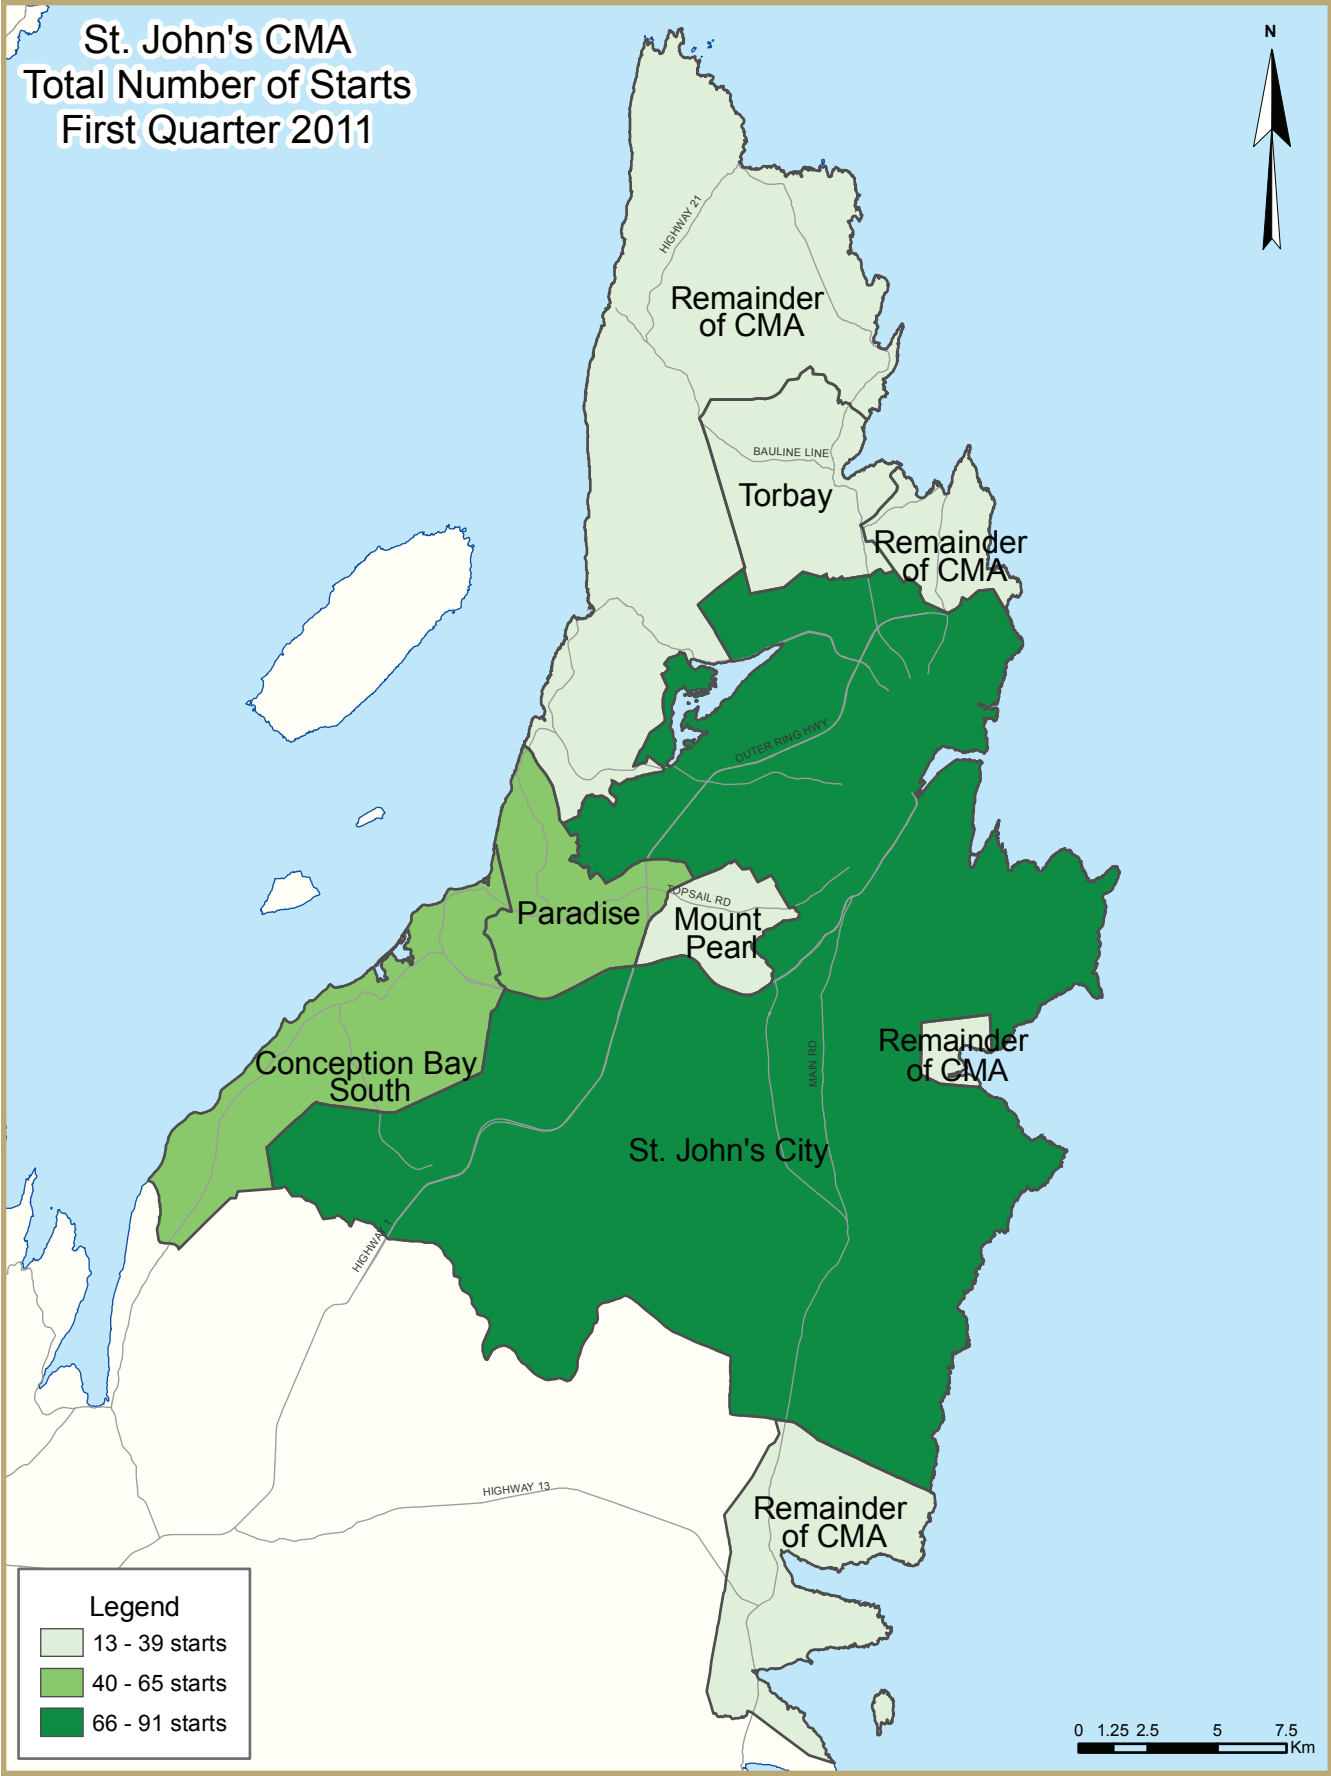 St. John's CMA
Total Number of Starts
First Quarter 2011
N
HIGHWAY 21
Remainder
of CMA
BAULINE LINE
Torbay
Remainder
of CMA
OUTER RING HWY
TOPSAIL RD
Paradise
Mount
Pearl
Remainder
of CMA
MAIN RD
Conception Bay
South
St. John's City
HIGHWAY 1
HIGHWAY 13
Remainder
of CMA
Legend
13 - 39 starts
40 - 65 starts
66 - 91 starts
0 1.25 2.5 5 7.5
Km